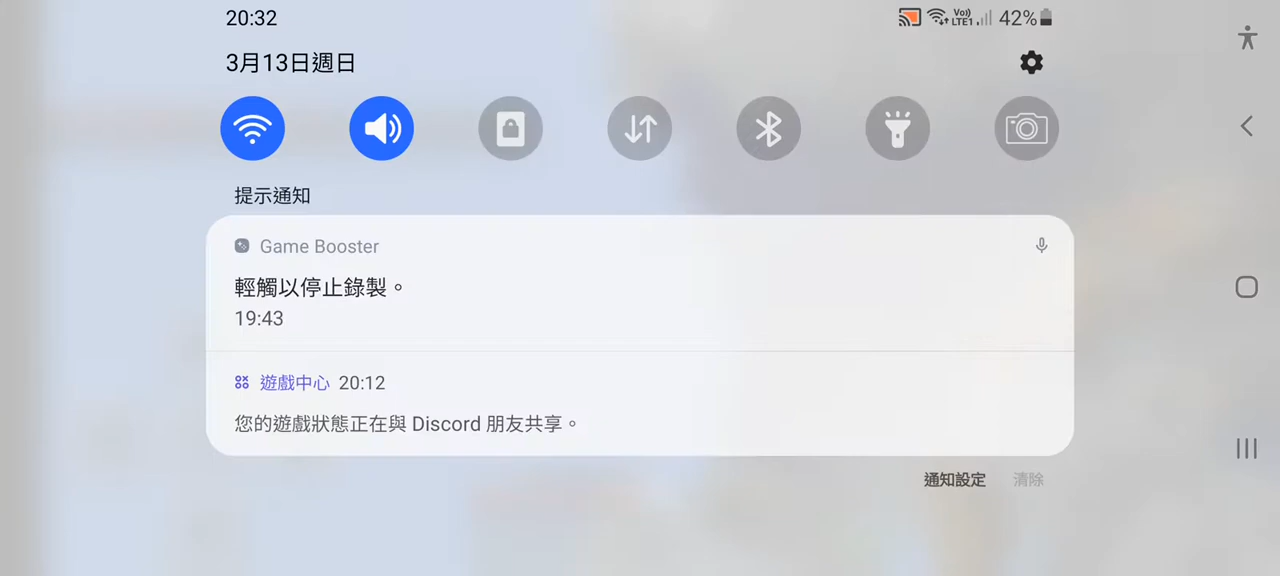 20:32
Vo)) LTE1 42%
3月13日週日
提示通知
Game Booster
輕觸以停止錄製。
19:43
遊戲中心 20:12
您的遊戲狀態正在與 Discord 朋友共享。
通知設定 清除